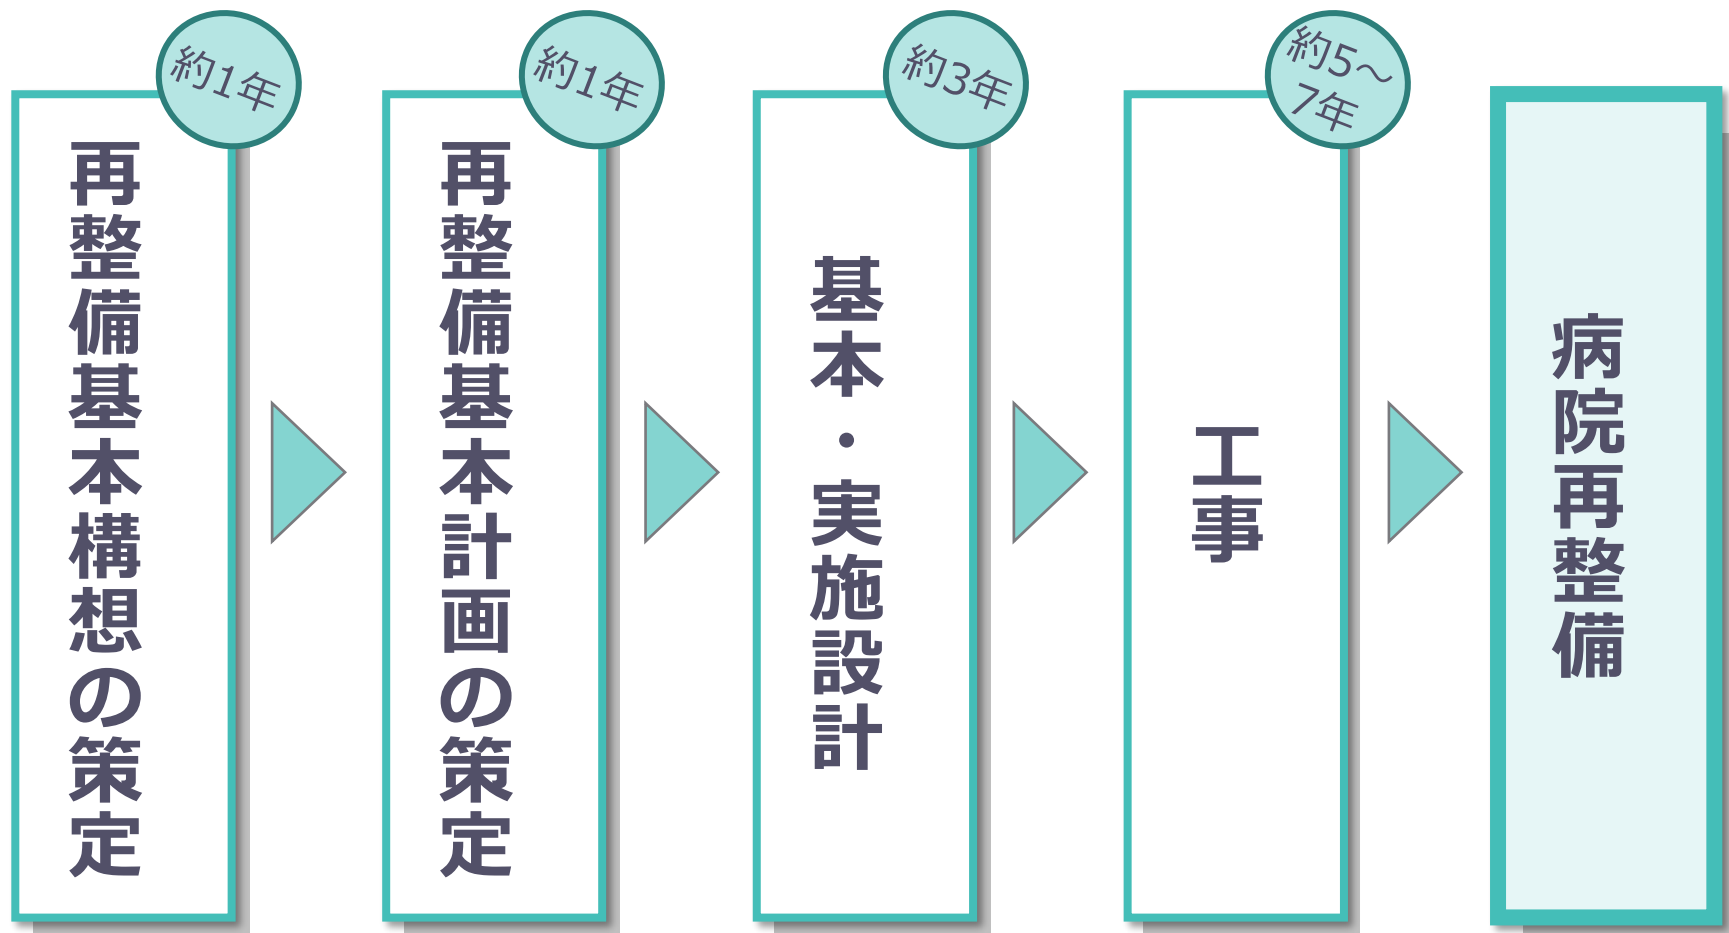 約1年
再整備基本構想の策定
約1年
再整備基本計画の策定
約3年
基本・実施設計
約5～
7年
工事
病院再整備